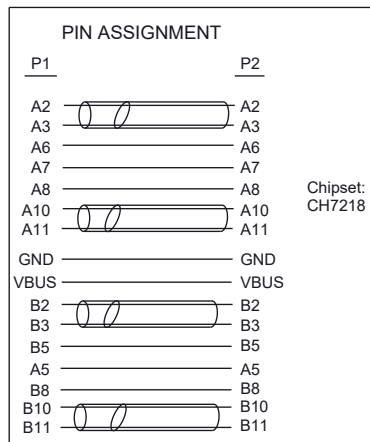 PIN ASSIGNMENT
P1 P2
A2 A2
A3 A3
A6 A6
A7 A7
A8 A8
Chipset:
CH7218
A10 A10
A11 A11
GND GND
VBUS VBUS
B2 B2
B3 B3
B5 B5
A5 A5
B8 B8
B10 B10
B11 B11